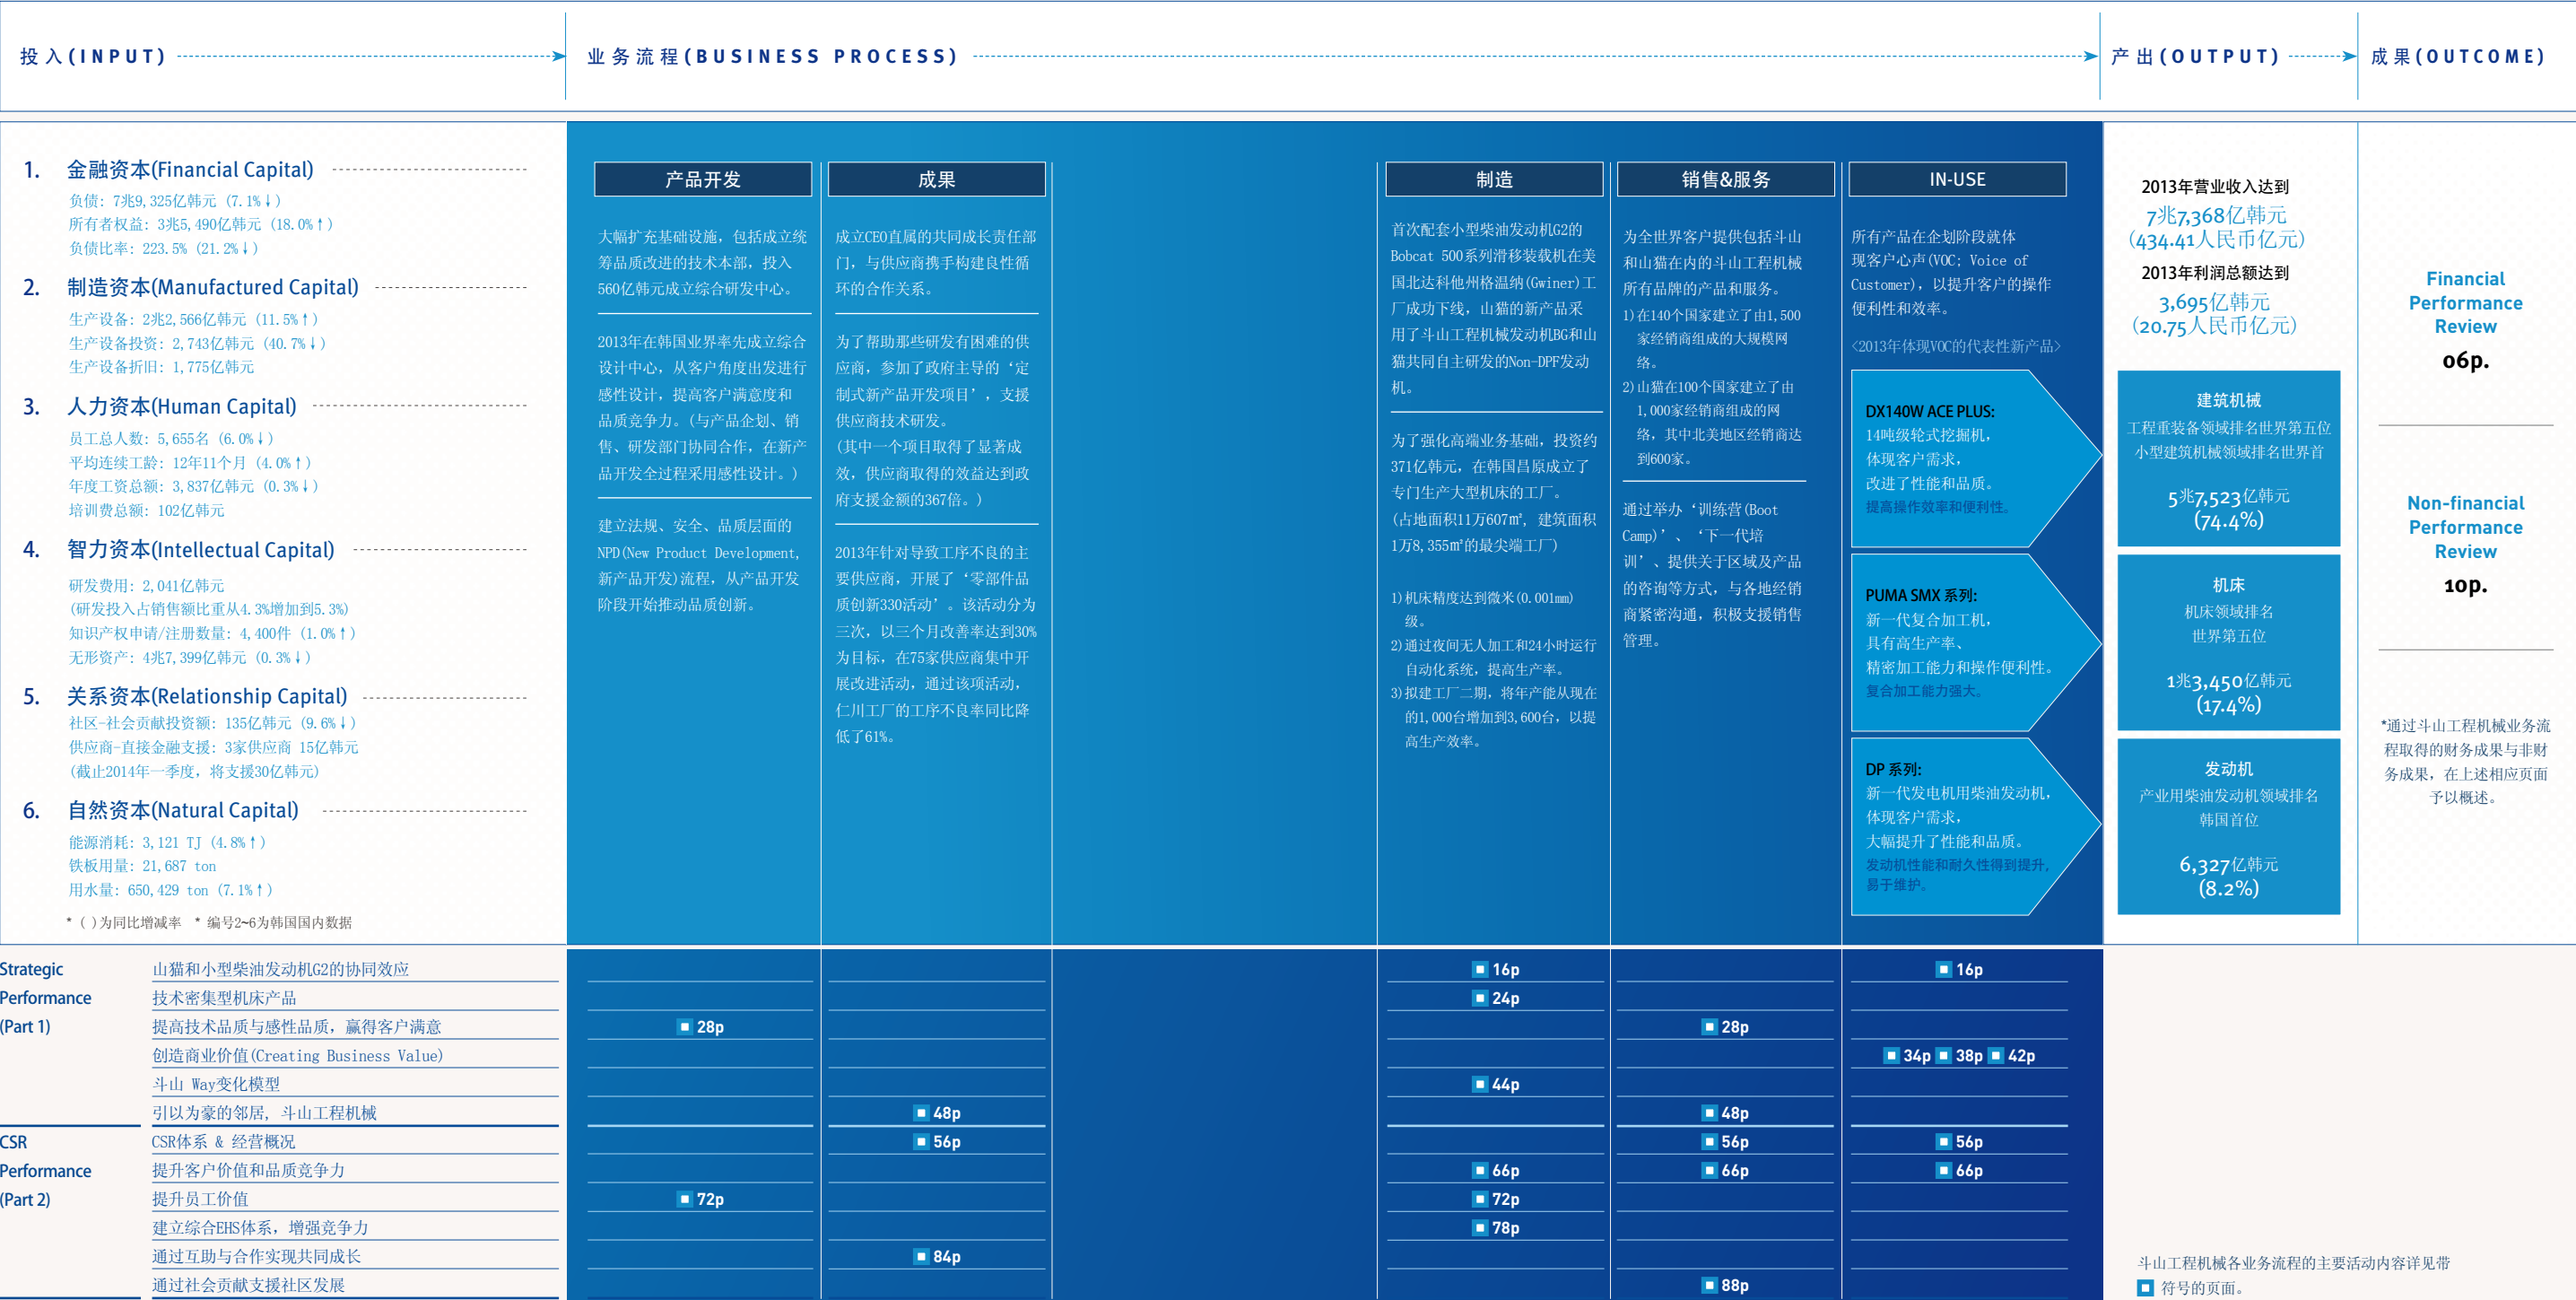 投入(INPUT)
业务流程(BUSINESS PROCESS)
产出(OUTPUT)
成果(OUTCOME)
1. 金融资本(Financial Capital)
负债: 7兆9,325亿韩元 (7.1%↓)
所有者权益: 3兆5,490亿韩元 (18.0%↑)
负债比率: 223.5% (21.2%↓)
2. 制造资本(Manufactured Capital)
生产设备: 2兆2,566亿韩元 (11.5%↑)
生产设备投资: 2,743亿韩元 (40.7%↓)
生产设备折旧: 1,775亿韩元
3. 人力资本(Human Capital)
员工总人数: 5,655名 (6.0%↓)
平均连续工龄: 12年11个月 (4.0%↑)
年度工资总额: 3,837亿韩元 (0.3%↓)
培训费总额: 102亿韩元
4. 智力资本(Intellectual Capital)
研发费用: 2,041亿韩元
(研发投入占销售额比重从4.3%增加到5.3%)
知识产权申请/注册数量: 4,400件 (1.0%↑)
无形资产: 4兆7,399亿韩元 (0.3%↓)
5. 关系资本(Relationship Capital)
社区-社会贡献投资额: 135亿韩元 (9.6%↓)
供应商-直接金融支援: 3家供应商 15亿韩元
(截止2014年一季度, 将支援30亿韩元)
6. 自然资本(Natural Capital)
能源消耗: 3,121 TJ (4.8%↑)
铁板用量: 21,687 ton
用水量: 650,429 ton (7.1%↑)
* ( )为同比增减率 * 编号2~6为韩国国内数据
产品开发
大幅扩充基础设施，包括成立统
筹品质改进的技术本部，投入
560亿韩元成立综合研发中心。
2013年在韩国业界率先成立综合
设计中心，从客户角度出发进行
感性设计，提高客户满意度和
品质竞争力。(与产品企划、销
售、研发部门协同合作，在新产
品开发全过程采用感性设计。)
建立法规、安全、品质层面的
NPD(New Product Development,
新产品开发)流程，从产品开发
阶段开始推动品质创新。
成果
成立CEO直属的共同成长责任部
门，与供应商携手构建良性循
环的合作关系。
为了帮助那些研发有困难的供
应商，参加了政府主导的‘定
制式新产品开发项目’，支援
供应商技术研发。
(其中一个项目取得了显著成
效，供应商取得的效益达到政
府支援金额的367倍。)
2013年针对导致工序不良的主
要供应商，开展了‘零部件品
质创新330活动’。该活动分为
三次，以三个月改善率达到30%
为目标，在75家供应商集中开
展改进活动，通过该项活动，
仁川工厂的工序不良率同比降
低了61%。
制造
首次配套小型柴油发动机G2的
Bobcat 500系列滑移装载机在美
国北达科他州格温纳(Gwiner)工
厂成功下线，山猫的新产品采
用了斗山工程机械发动机BG和山
猫共同自主研发的Non-DPF发动
机。
为了强化高端业务基础，投资约
371亿韩元，在韩国昌原成立了
专门生产大型机床的工厂。
(占地面积11万607㎡, 建筑面积
1万8,355㎡的最尖端工厂)
1)机床精度达到微米(0.001mm)
级。
2)通过夜间无人加工和24小时运行
自动化系统，提高生产率。
3)拟建工厂二期，将年产能从现在
的1,000台增加到3,600台，以提
高生产效率。
销售&服务
为全世界客户提供包括斗山
和山猫在内的斗山工程机械
所有品牌的产品和服务。
1)在140个国家建立了由1,500
家经销商组成的大规模网
络。
2)山猫在100个国家建立了由
1,000家经销商组成的网
络，其中北美地区经销商达
到600家。
通过举办‘训练营(Boot
Camp)’、‘下一代培
训’、提供关于区域及产品
的咨询等方式，与各地经销
商紧密沟通，积极支援销售
管理。
IN-USE
所有产品在企划阶段就体
现客户心声(VOC: Voice of
Customer)，以提升客户的操作
便利性和效率。
<2013年体现VOC的代表性新产品>
DX140W ACE PLUS:
14吨级轮式挖掘机，
体现客户需求，
改进了性能和品质。
提高操作效率和便利性。
PUMA SMX 系列:
新一代复合加工机，
具有高生产率、
精密加工能力和操作便利性。
复合加工能力强大。
DP 系列:
新一代发电机用柴油发动机，
体现客户需求，
大幅提升了性能和品质。
发动机性能和耐久性得到提升，
易于维护。
2013年营业收入达到
7兆7,368亿韩元
(434.41人民币亿元)
2013年利润总额达到
3,695亿韩元
(20.75人民币亿元)
建筑机械
工程重装备领域排名世界第五位
小型建筑机械领域排名世界首
5兆7,523亿韩元
(74.4%)
机床
机床领域排名
世界第五位
1兆3,450亿韩元
(17.4%)
发动机
产业用柴油发动机领域排名
韩国首位
6,327亿韩元
(8.2%)
Financial
Performance
Review
06p.
Non-financial
Performance
Review
10p.
*通过斗山工程机械业务流
程取得的财务成果与非财
务成果，在上述相应页面
予以概述。
Strategic
Performance
(Part 1)
山猫和小型柴油发动机G2的协同效应 16p 16p
技术密集型机床产品 24p
提高技术品质与感性品质，赢得客户满意 28p 28p
创造商业价值(Creating Business Value) 34p 38p 42p
斗山 Way变化模型 44p
引以为豪的邻居, 斗山工程机械 48p 48p
CSR
Performance
(Part 2)
CSR体系 & 经营概况 56p 56p 56p
提升客户价值和品质竞争力 66p 66p 66p
提升员工价值 72p 72p
建立综合EHS体系，增强竞争力 78p
通过互助与合作实现共同成长 84p
通过社会贡献支援社区发展 88p
斗山工程机械各业务流程的主要活动内容详见带
符号的页面。